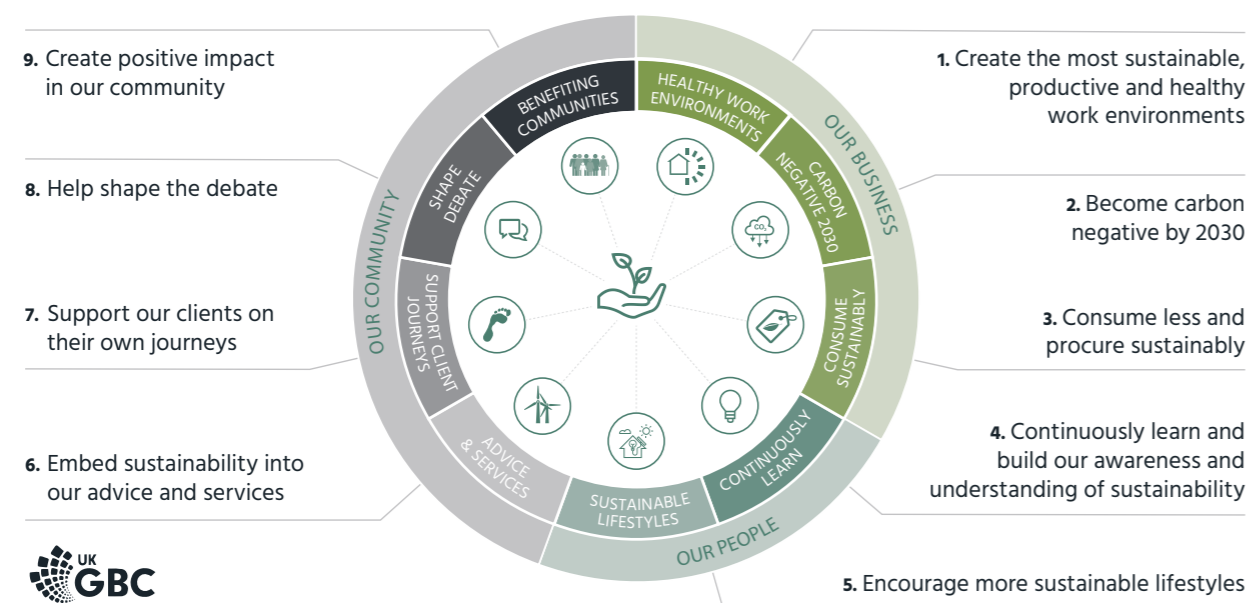 9. Create positive impact
in our community
8. Help shape the debate
7. Support our clients on
their own journeys
6. Embed sustainability into
our advice and services
UK
GBC
OUR COMMUNITY
BENEFITING
COMMUNITIES
SHAPE
DEBATE
SUPPORT CLIENT
JOURNEYS
ADVICE
& SERVICES
OUR BUSINESS
HEALTHY WORK
ENVIRONMENTS
CARBON
NEGATIVE 2030
CONSUME
SUSTAINABLY
OUR PEOPLE
CONTINUOUSLY
LEARN
SUSTAINABLE
LIFESTYLES
CO₂
1. Create the most sustainable,
productive and healthy
work environments
2. Become carbon
negative by 2030
3. Consume less and
procure sustainably
4. Continuously learn and
build our awareness and
understanding of sustainability
5. Encourage more sustainable lifestyles